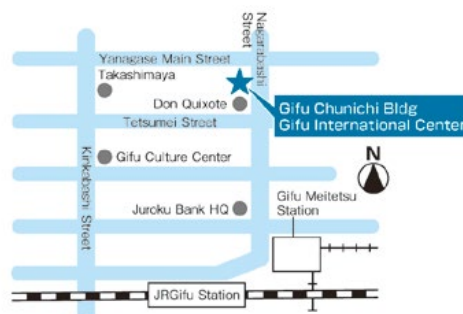 Nagarabashi
Street
Yanagase Main Street
Takashimaya
Don Quixote
Gifu Chunichi Bldg
Gifu International Center
Tetsumei Street
Kinkabashi Street
Gifu Culture Center
N
Juroku Bank HQ
Gifu Meitetsu
Station
JRGifu Station